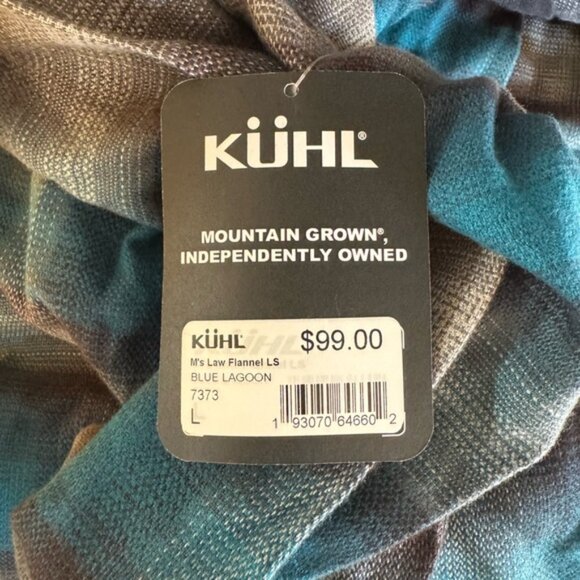 KÜHL®
MOUNTAIN GROWN®,
INDEPENDENTLY OWNED
KÜHL® $99.00
M's Law Flannel LS
BLUE LAGOON
7373
L
1 93070 64660 2